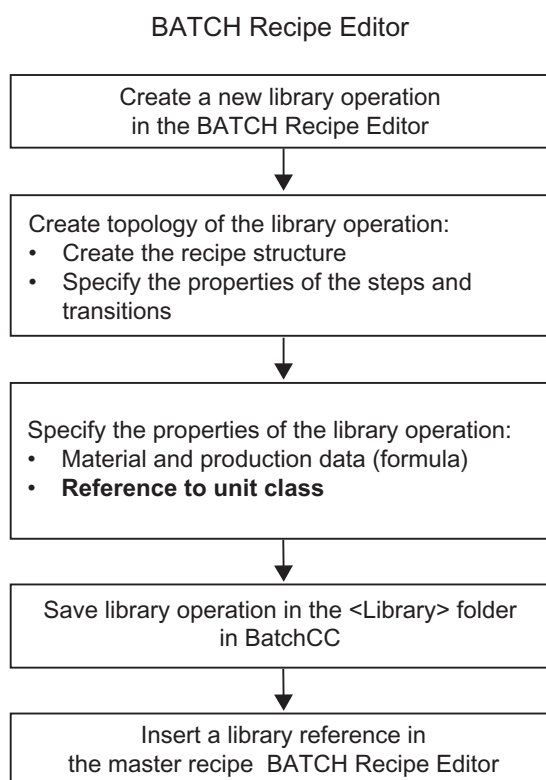 BATCH Recipe Editor
Create a new library operation
in the BATCH Recipe Editor
Create topology of the library operation:
• Create the recipe structure
• Specify the properties of the steps and
transitions
Specify the properties of the library operation:
• Material and production data (formula)
• Reference to unit class
Save library operation in the <Library> folder
in BatchCC
Insert a library reference in
the master recipe BATCH Recipe Editor